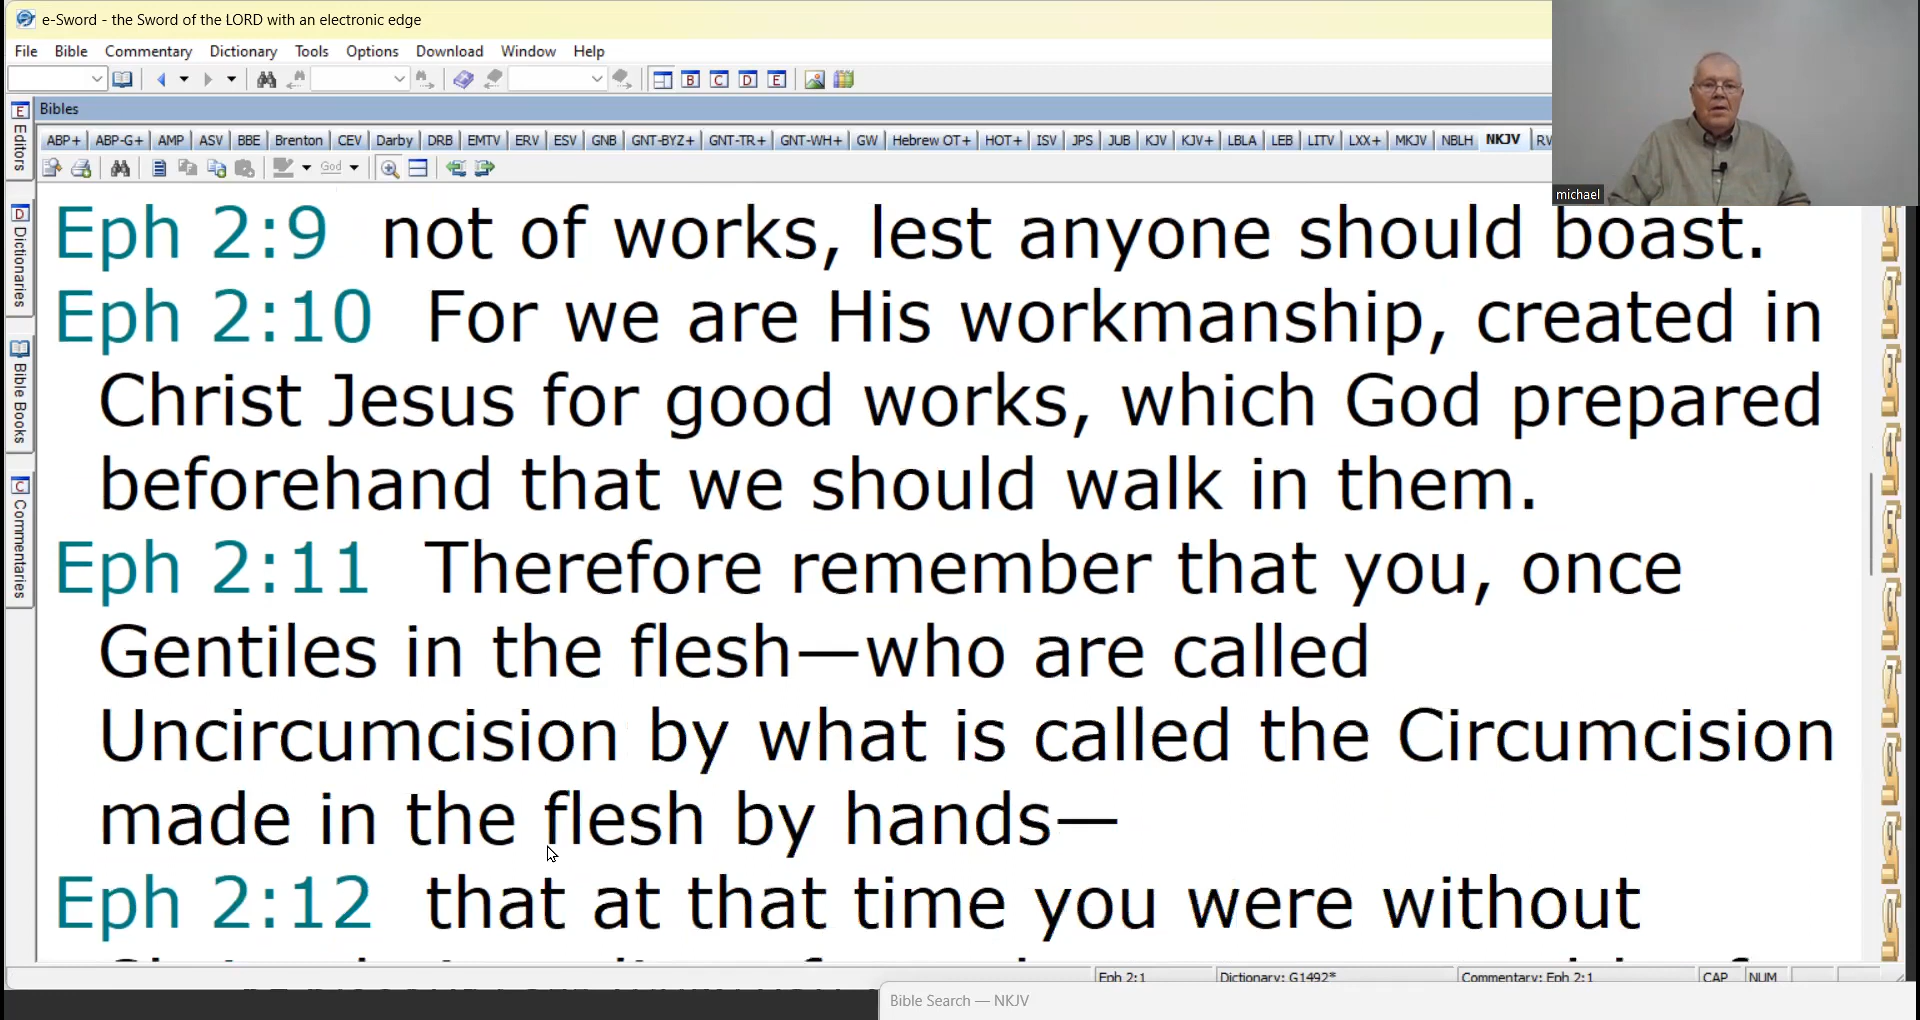 e-Sword - the Sword of the LORD with an electronic edge
File Bible Commentary Dictionary Tools Options Download Window Help
B C D E
Bibles
ABP+ ABP-G+ AMP ASV BBE Brenton CEV Darby DRB EMTV ERV ESV GNB GNT-BYZ+ GNT-TR+ GNT-WH+ GW Hebrew OT+ HOT+ ISV JPS JUB KJV KJV+ LBLA LEB LITV LXX+ MKJV NBLH NKJV RV
God
michael
E Editors
D Dictionaries
Bible Books
C Commentaries
Eph 2:9 not of works, lest anyone should boast.
Eph 2:10 For we are His workmanship, created in
Christ Jesus for good works, which God prepared
beforehand that we should walk in them.
Eph 2:11 Therefore remember that you, once
Gentiles in the flesh—who are called
Uncircumcision by what is called the Circumcision
made in the flesh by hands—
Eph 2:12 that at that time you were without
Eph 2:1 Dictionary: G1492* Commentary: Eph 2:1 CAP NUM
Bible Search — NKJV